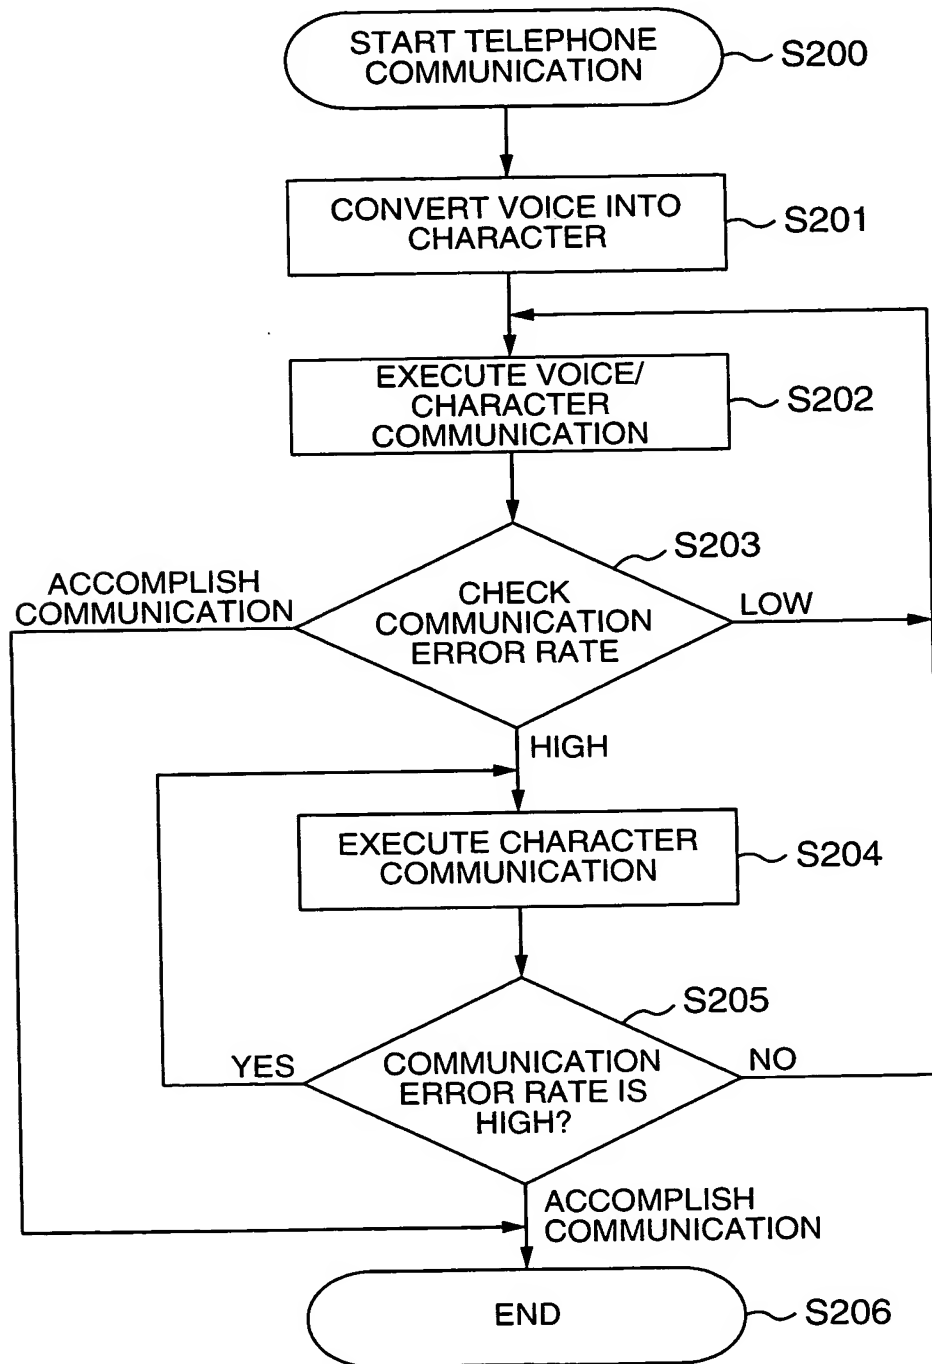 START TELEPHONE
COMMUNICATION
S200
CONVERT VOICE INTO
CHARACTER
S201
EXECUTE VOICE/
CHARACTER
COMMUNICATION
S202
S203
ACCOMPLISH
COMMUNICATION
CHECK
COMMUNICATION
ERROR RATE
LOW
HIGH
EXECUTE CHARACTER
COMMUNICATION
S204
S205
YES
COMMUNICATION
ERROR RATE IS
HIGH?
NO
ACCOMPLISH
COMMUNICATION
END
S206